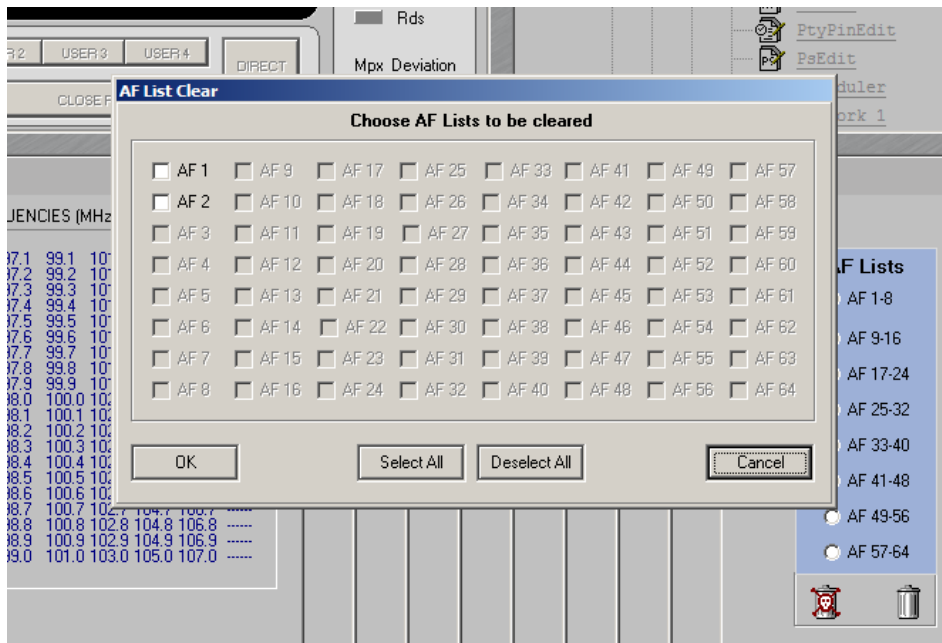 Rds
USER 3 USER 4
DIRECT
Mpx Deviation
PtyPinEdit
PsEdit
CLOSE
AF List Clear
Choose AF Lists to be cleared
AF 1 AF 9 AF 17 AF 25 AF 33 AF 41 AF 49 AF 57
AF 2 AF 10 AF 18 AF 26 AF 34 AF 42 AF 50 AF 58
AF 3 AF 11 AF 19 AF 27 AF 35 AF 43 AF 51 AF 59
AF 4 AF 12 AF 20 AF 28 AF 36 AF 44 AF 52 AF 60
AF 5 AF 13 AF 21 AF 29 AF 37 AF 45 AF 53 AF 61
AF 6 AF 14 AF 22 AF 30 AF 38 AF 46 AF 54 AF 62
AF 7 AF 15 AF 23 AF 31 AF 39 AF 47 AF 55 AF 63
AF 8 AF 16 AF 24 AF 32 AF 40 AF 48 AF 56 AF 64
OK Select All Deselect All Cancel
(MHz
99.1
99.2
99.3
99.4
99.5
99.6
99.7
99.8
99.9
100.0
100.1
100.2
100.3
100.4
100.5
100.6
100.7
100.8 102.8 104.8 106.8 -----
100.9 102.9 104.9 106.9 -----
101.0 103.0 105.0 107.0 -----
Lists
AF 1-8
AF 9-16
AF 17-24
AF 25-32
AF 33-40
AF 41-48
AF 49-56
AF 57-64